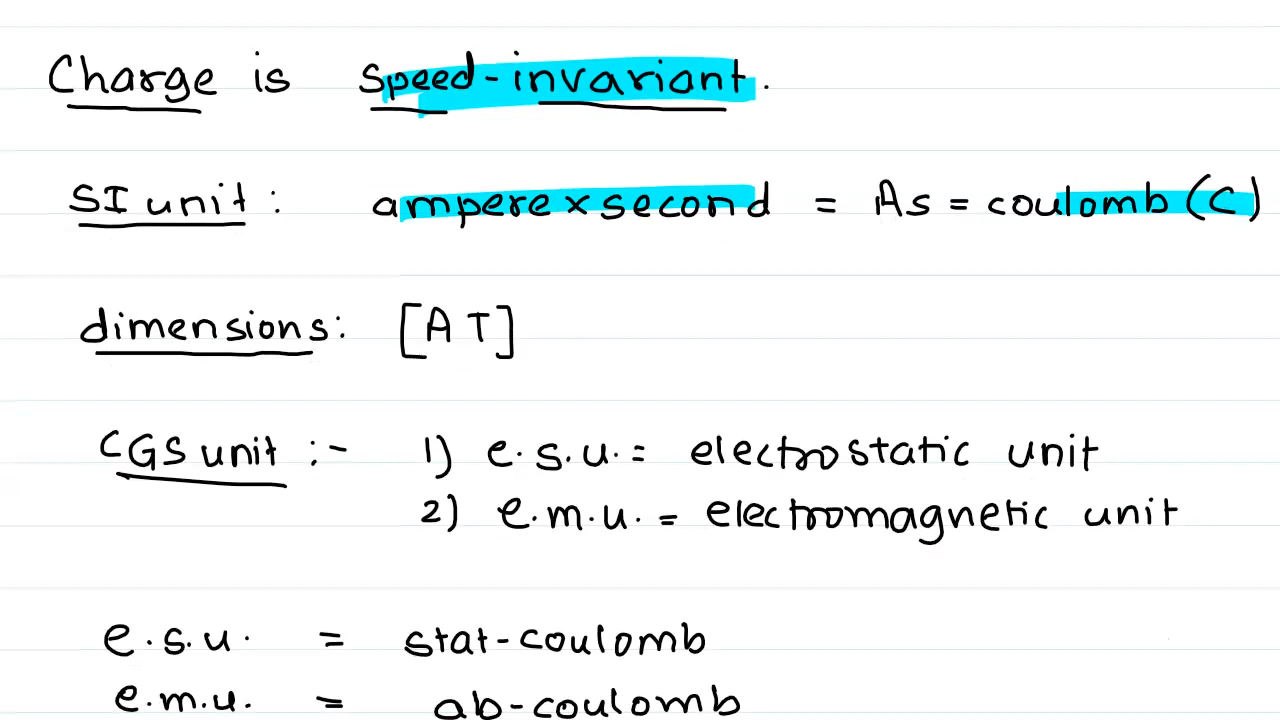 Charge is speed-invariant.
SI unit: ampere x second = As = coulomb (C)
dimensions: [A T]
CGS unit :- 1) e.s.u. = electrostatic unit
2) e.m.u. = electromagnetic unit
e.s.u. = stat-coulomb
e.m.u. = ab-coulomb